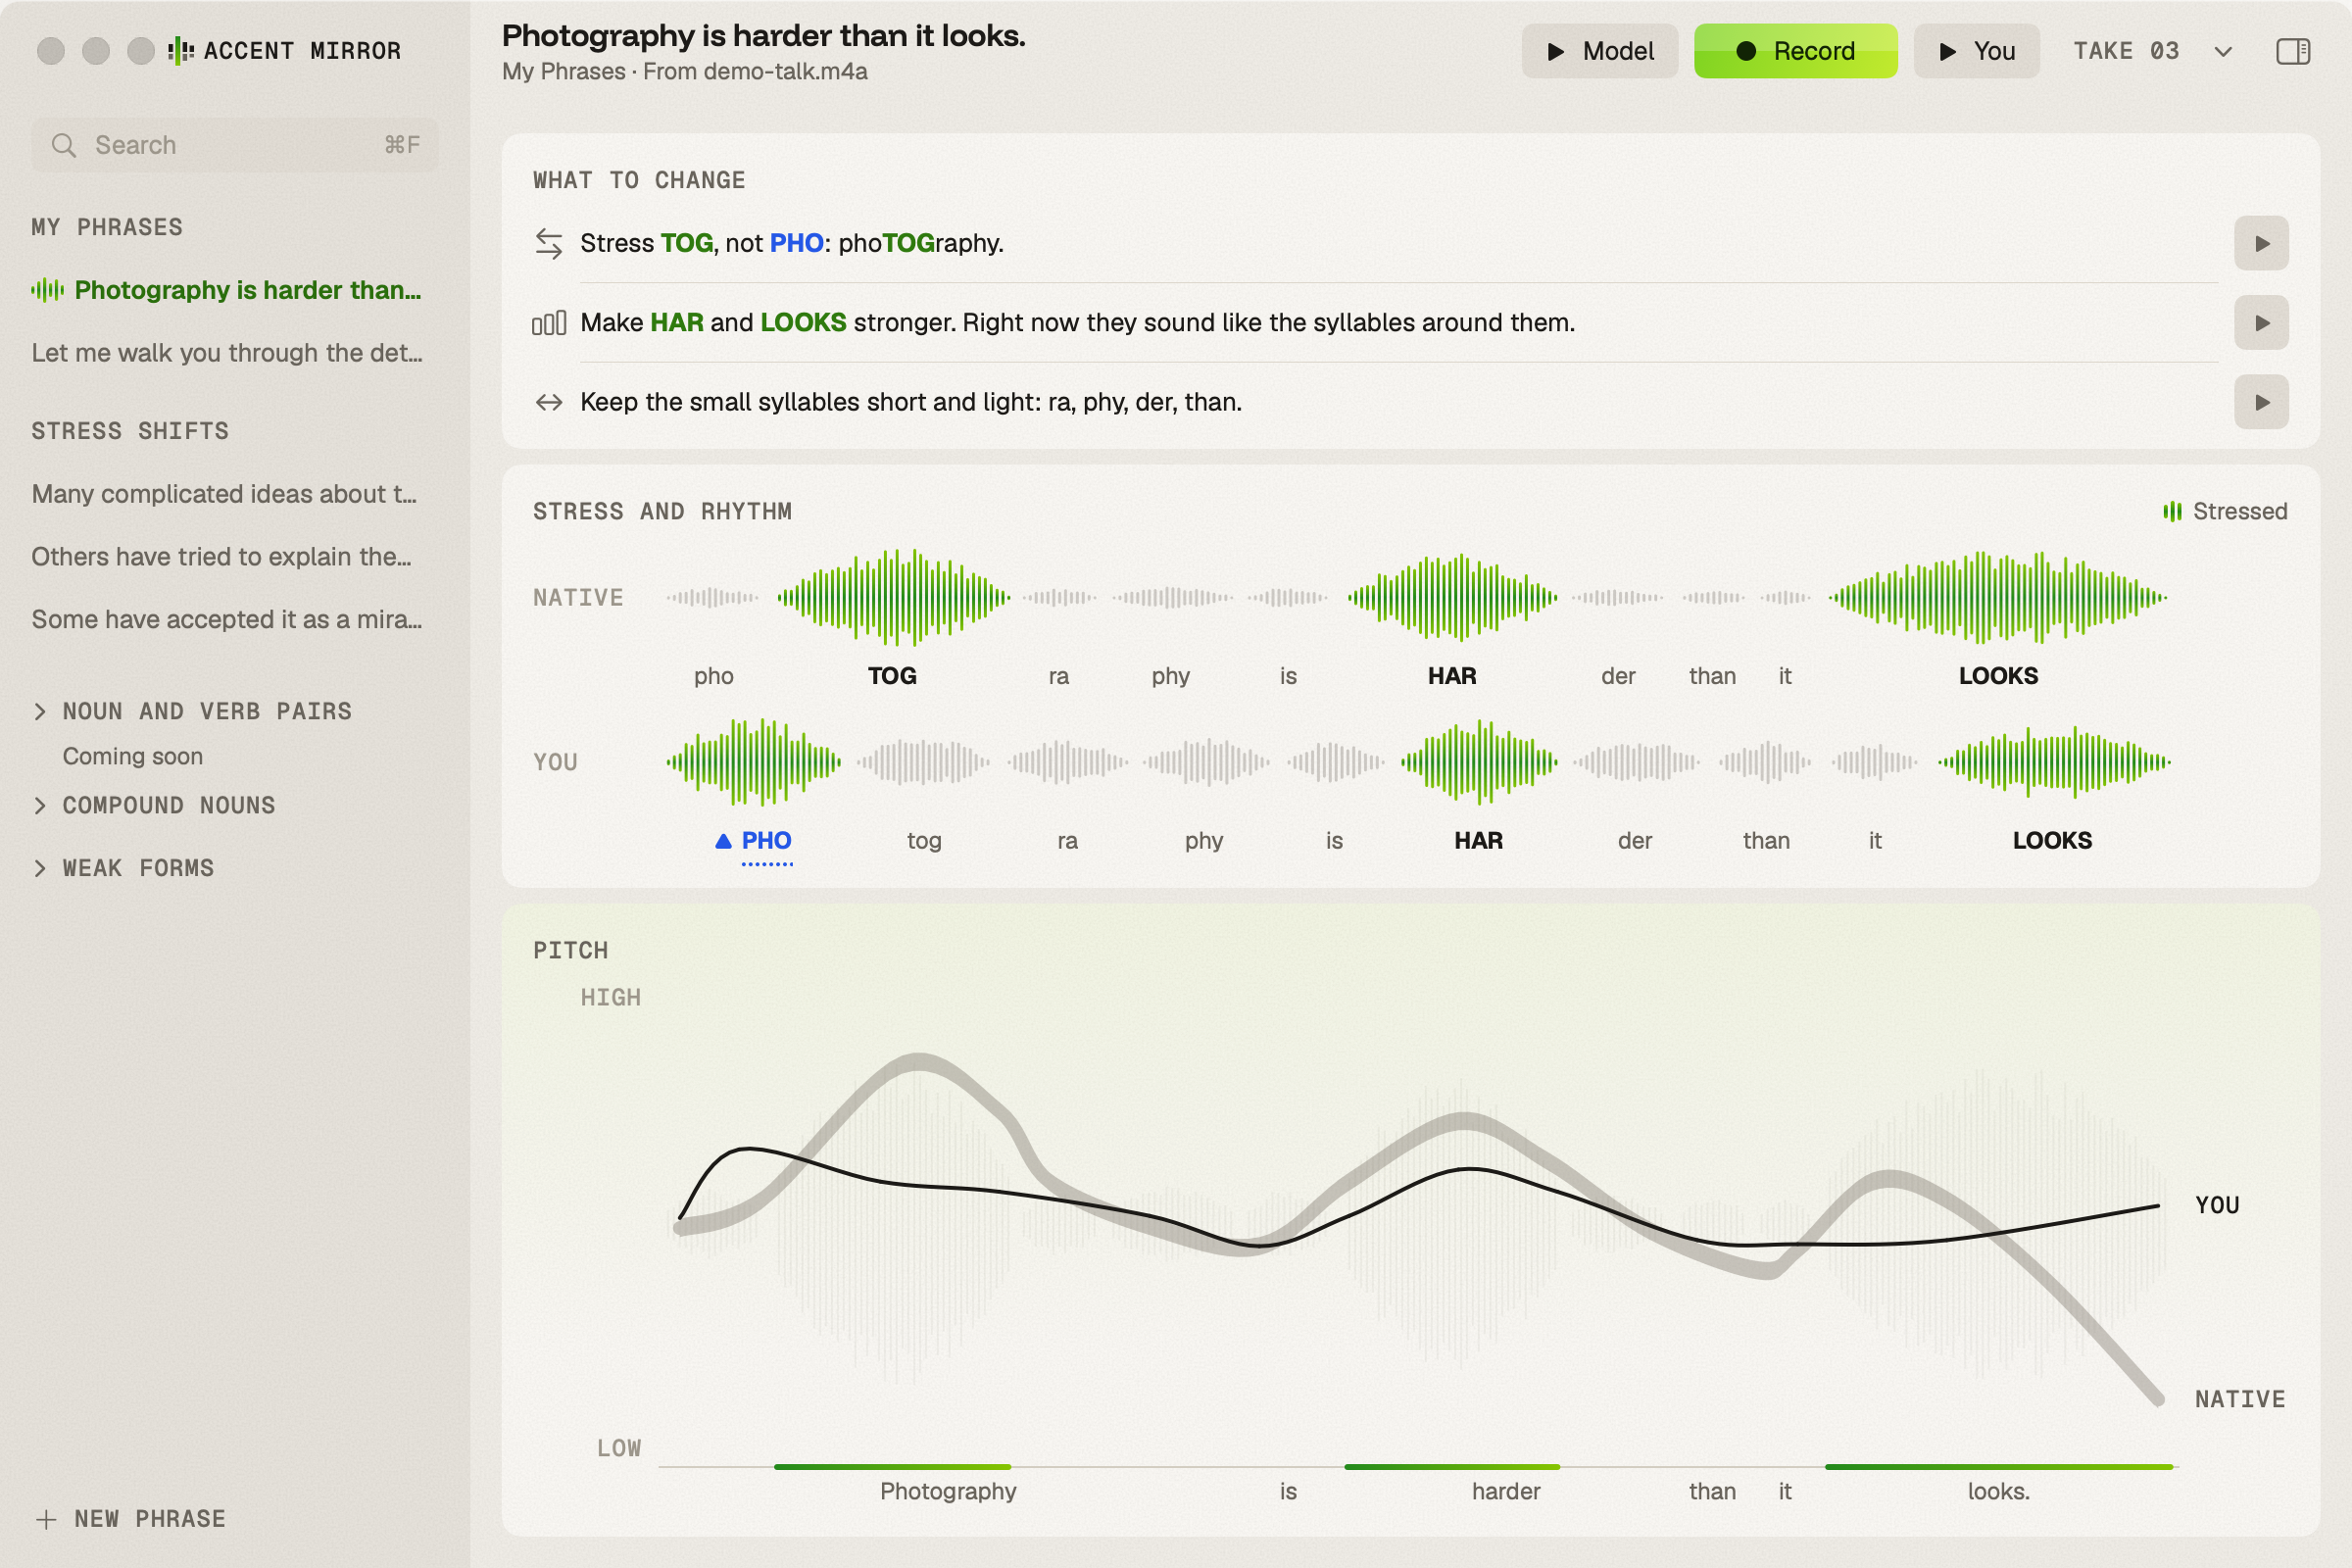 ACCENT MIRROR
Search ⌘F
MY PHRASES
Photography is harder than...
Let me walk you through the det...
STRESS SHIFTS
Many complicated ideas about t...
Others have tried to explain the...
Some have accepted it as a mira...
NOUN AND VERB PAIRS
Coming soon
COMPOUND NOUNS
WEAK FORMS
NEW PHRASE
Photography is harder than it looks.
My Phrases · From demo-talk.m4a
Model
Record
You
TAKE 03
WHAT TO CHANGE
Stress TOG, not PHO: phoTOGraphy.
Make HAR and LOOKS stronger. Right now they sound like the syllables around them.
Keep the small syllables short and light: ra, phy, der, than.
STRESS AND RHYTHM
Stressed
NATIVE
pho TOG ra phy is HAR der than it LOOKS
YOU
PHO tog ra phy is HAR der than it LOOKS
PITCH
HIGH
YOU
NATIVE
LOW
Photography is harder than it looks.